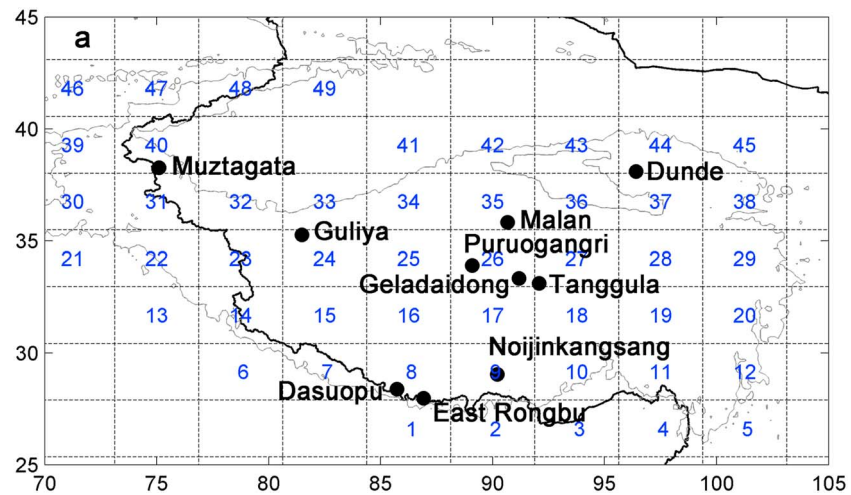 45
a
46 47 48 49
40
39 40 41 42 43 44 45
Muztagata
Dunde
30 31 32 33 34 35 36 37 38
Malan
35
Guliya
Puruogangri
21 22 23 24 25 26 27 28 29
Geladaidong
Tanggula
13 14 15 16 17 18 19 20
30
Noijinkangsang
6 7 8 9 10 11 12
Dasuopu
East Rongbu
1 2 3 4 5
25
70 75 80 85 90 95 100 105